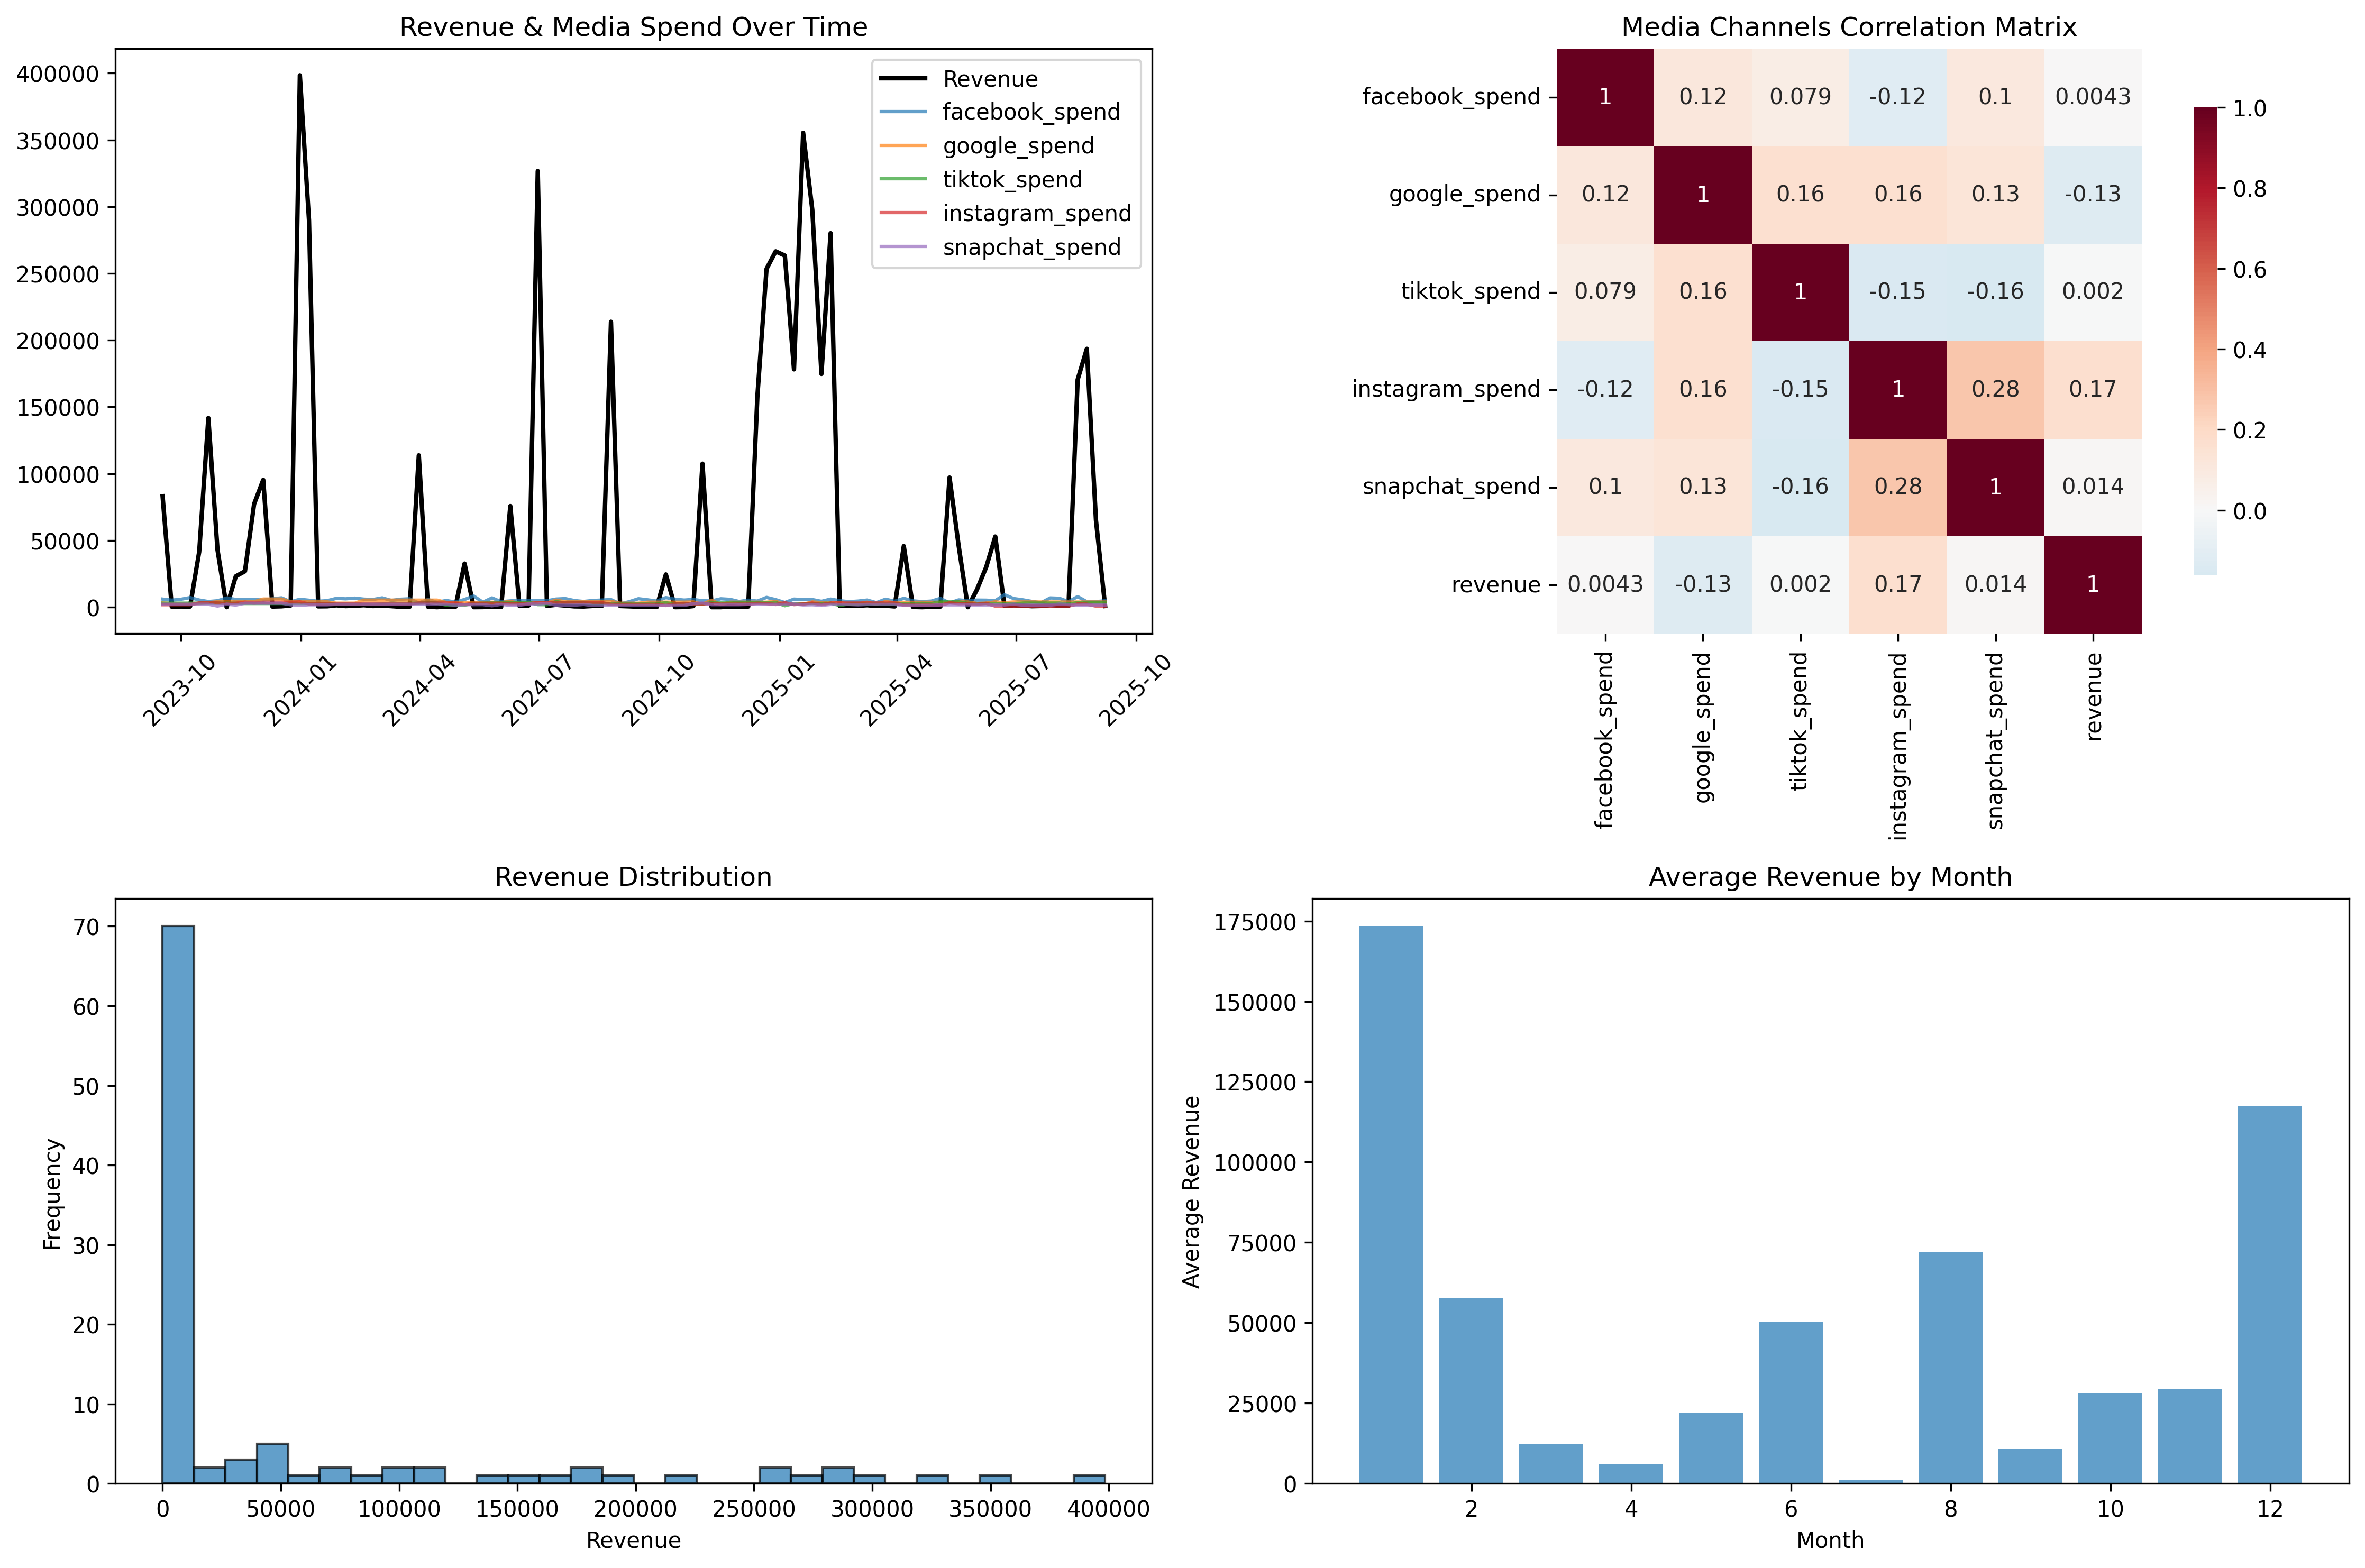 Revenue & Media Spend Over Time
400000
350000
300000
250000
200000
150000
100000
50000
0
2023-10
2024-01
2024-04
2024-07
2024-10
2025-01
2025-04
2025-07
2025-10
Revenue
facebook_spend
google_spend
tiktok_spend
instagram_spend
snapchat_spend
Media Channels Correlation Matrix
facebook_spend 1 0.12 0.079 -0.12 0.1 0.0043
google_spend 0.12 1 0.16 0.16 0.13 -0.13
tiktok_spend 0.079 0.16 1 -0.15 -0.16 0.002
instagram_spend -0.12 0.16 -0.15 1 0.28 0.17
snapchat_spend 0.1 0.13 -0.16 0.28 1 0.014
revenue 0.0043 -0.13 0.002 0.17 0.014 1
facebook_spend
google_spend
tiktok_spend
instagram_spend
snapchat_spend
revenue
1.0
0.8
0.6
0.4
0.2
0.0
Revenue Distribution
Frequency
70
60
50
40
30
20
10
0
0 50000 100000 150000 200000 250000 300000 350000 400000
Revenue
Average Revenue by Month
Average Revenue
175000
150000
125000
100000
75000
50000
25000
0
2 4 6 8 10 12
Month